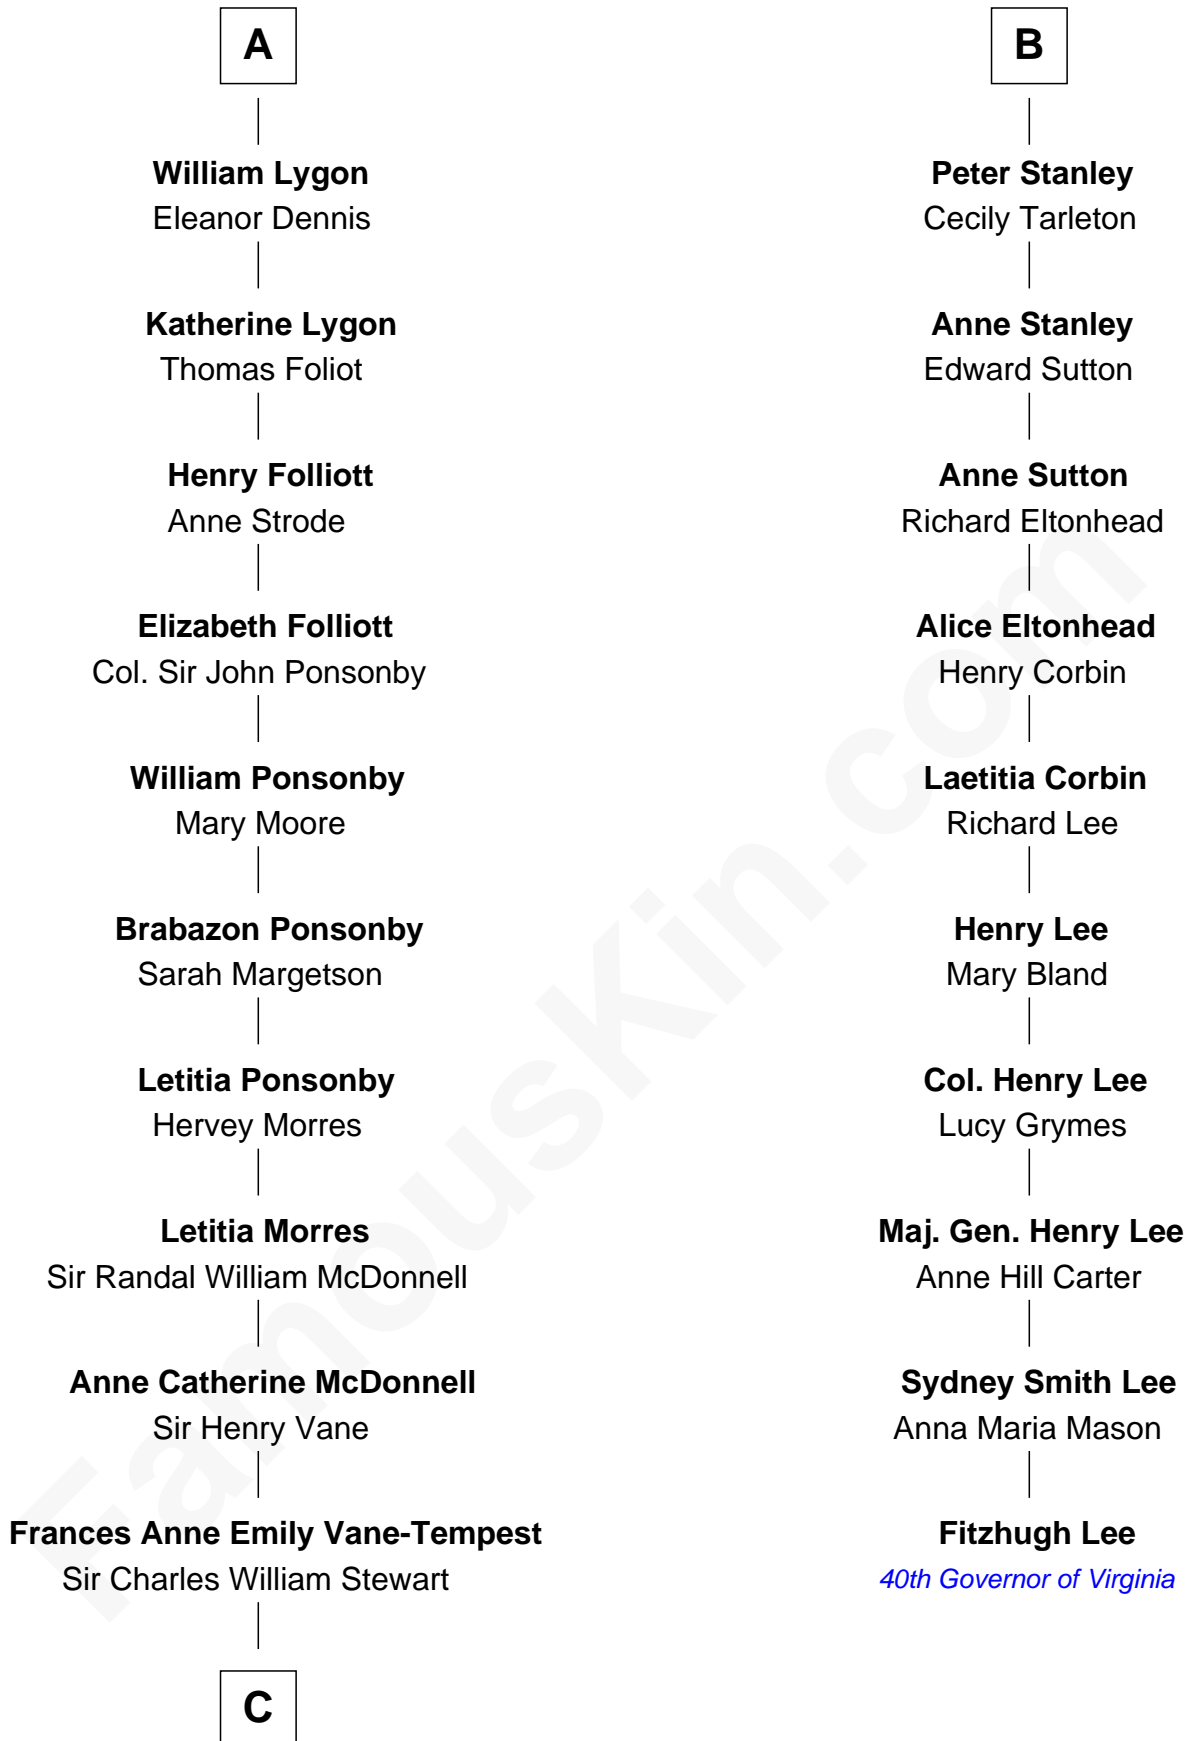 A
William Lygon
Eleanor Dennis
Katherine Lygon
Thomas Foliot
Henry Folliott
Anne Strode
Elizabeth Folliott
Col. Sir John Ponsonby
William Ponsonby
Mary Moore
Brabazon Ponsonby
Sarah Margetson
Letitia Ponsonby
Hervey Morres
Letitia Morres
Sir Randal William McDonnell
Anne Catherine McDonnell
Sir Henry Vane
Frances Anne Emily Vane-Tempest
Sir Charles William Stewart
C
B
Peter Stanley
Cecily Tarleton
Anne Stanley
Edward Sutton
Anne Sutton
Richard Eltonhead
Alice Eltonhead
Henry Corbin
Laetitia Corbin
Richard Lee
Henry Lee
Mary Bland
Col. Henry Lee
Lucy Grymes
Maj. Gen. Henry Lee
Anne Hill Carter
Sydney Smith Lee
Anna Maria Mason
Fitzhugh Lee
40th Governor of Virginia
FamousKin.com